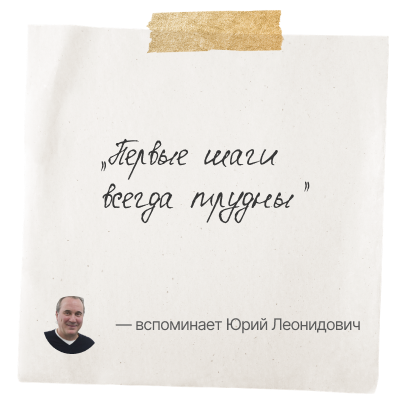 „Первые шаги
всегда трудны”
— вспоминает Юрий Леонидович